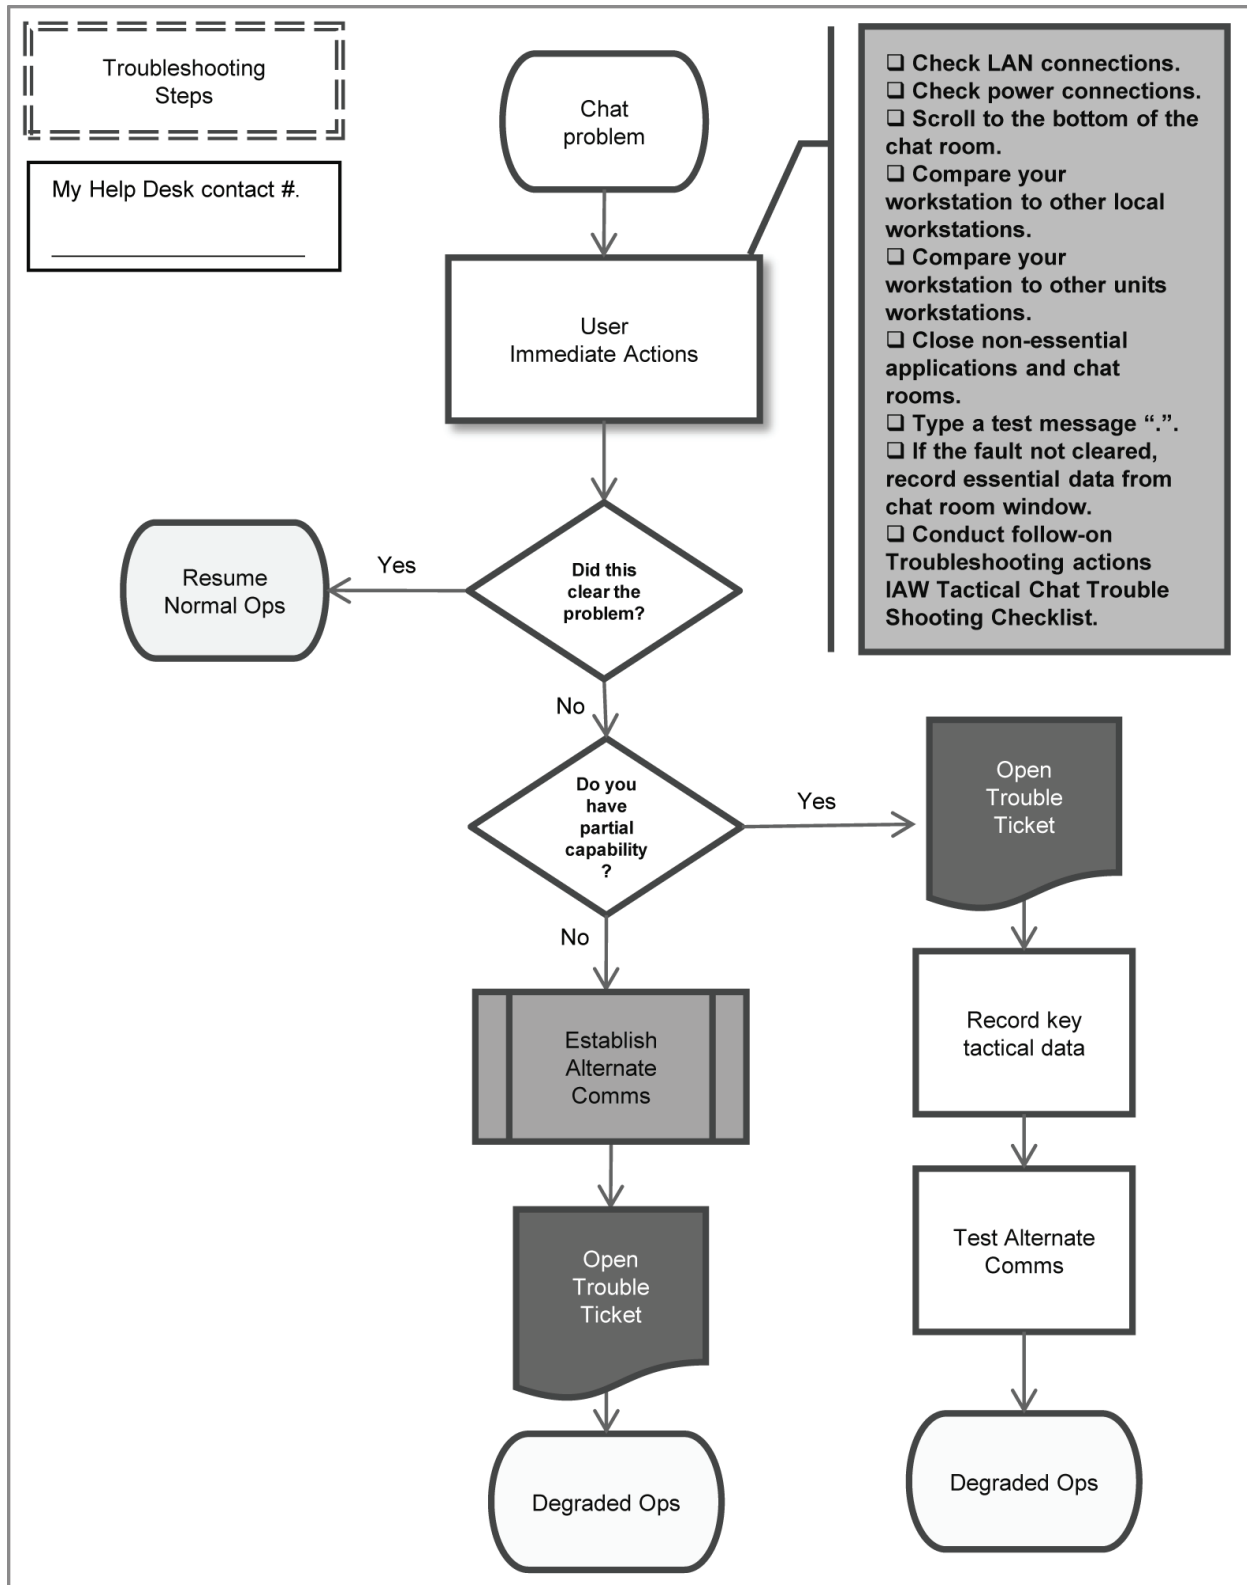 Troubleshooting
Steps
My Help Desk contact #.
Chat
problem
User
Immediate Actions
❑ Check LAN connections.
❑ Check power connections.
❑ Scroll to the bottom of the
chat room.
❑ Compare your
workstation to other local
workstations.
❑ Compare your
workstation to other units
workstations.
❑ Close non-essential
applications and chat
rooms.
❑ Type a test message “.”.
❑ If the fault not cleared,
record essential data from
chat room window.
❑ Conduct follow-on
Troubleshooting actions
IAW Tactical Chat Trouble
Shooting Checklist.
Did this
clear the
problem?
Yes
Resume
Normal Ops
No
Do you
have
partial
capability
?
Yes
Open
Trouble
Ticket
Record key
tactical data
Test Alternate
Comms
Degraded Ops
No
Establish
Alternate
Comms
Open
Trouble
Ticket
Degraded Ops